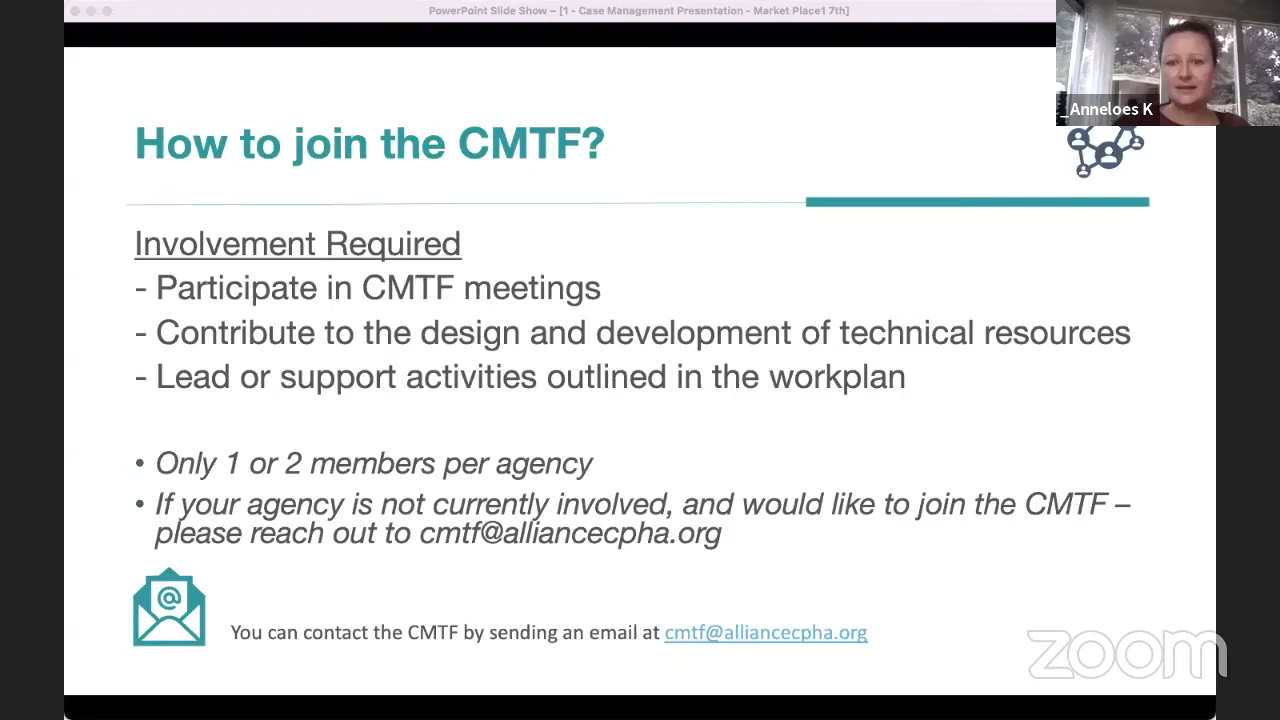 PowerPoint Slide Show – [1 - Case Management Presentation - Market Place1 7th]
_Anneloes K
How to join the CMTF?
Involvement Required
- Participate in CMTF meetings
- Contribute to the design and development of technical resources
- Lead or support activities outlined in the workplan
• Only 1 or 2 members per agency
• If your agency is not currently involved, and would like to join the CMTF –
please reach out to cmtf@alliancecpha.org
@
You can contact the CMTF by sending an email at cmtf@alliancecpha.org
zoom